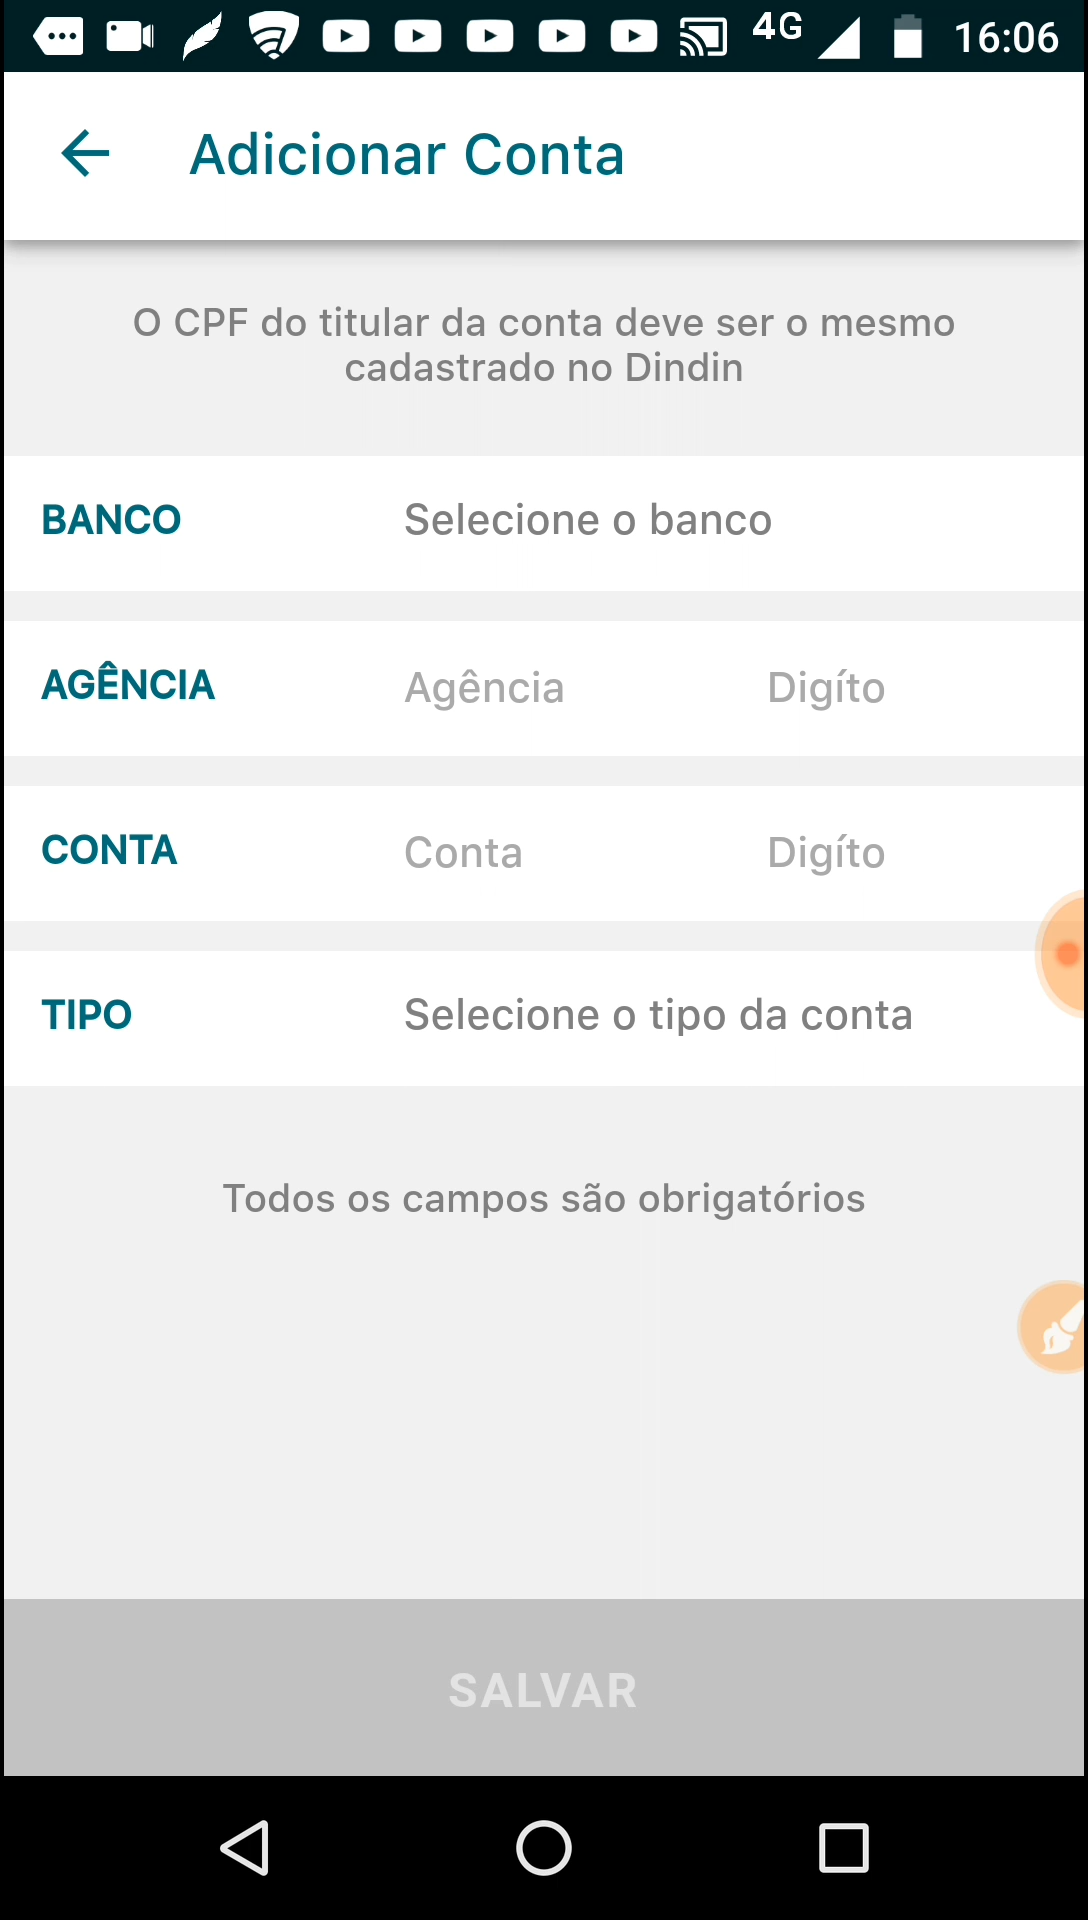 4G 16:06
Adicionar Conta
O CPF do titular da conta deve ser o mesmo
cadastrado no Dindin
BANCO Selecione o banco
AGÊNCIA Agência Digíto
CONTA Conta Digíto
TIPO Selecione o tipo da conta
Todos os campos são obrigatórios
SALVAR